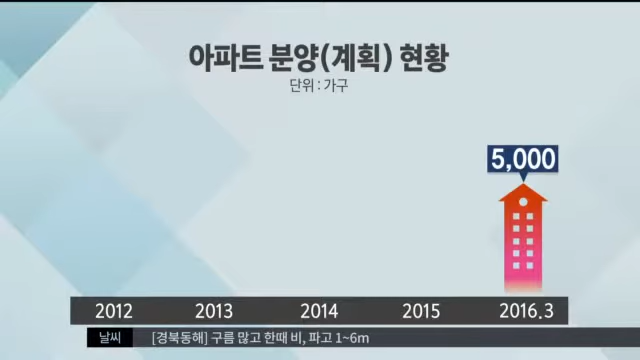 아파트 분양(계획) 현황
단위 : 가구
5,000
2012 2013 2014 2015 2016.3
날씨 [경북동해] 구름 많고 한때 비, 파고 1~6m